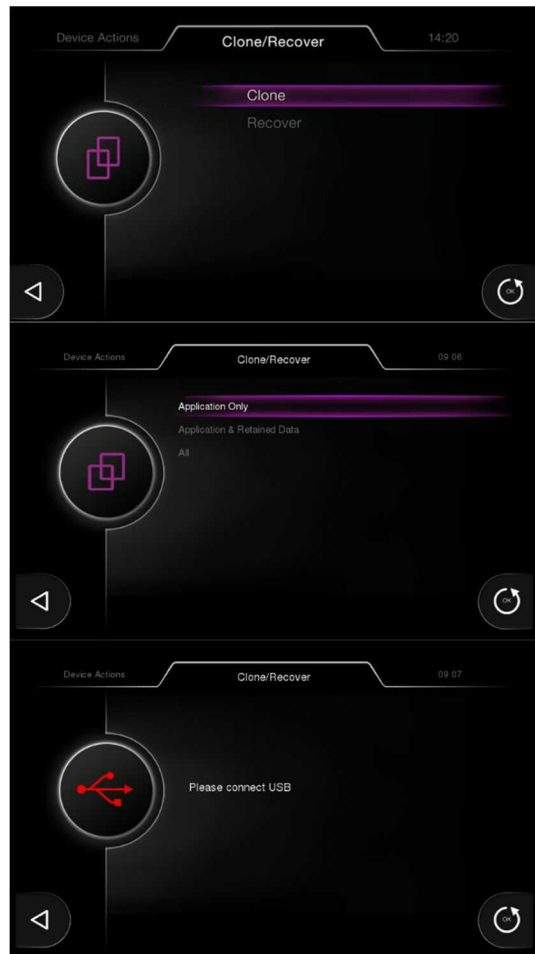 Device Actions
Clone/Recover
14:20
Clone
Recover
OK
Device Actions
Clone/Recover
09 06
Application Only
Application & Retained Data
All
OK
Device Actions
Clone/Recover
09 07
Please connect USB
OK